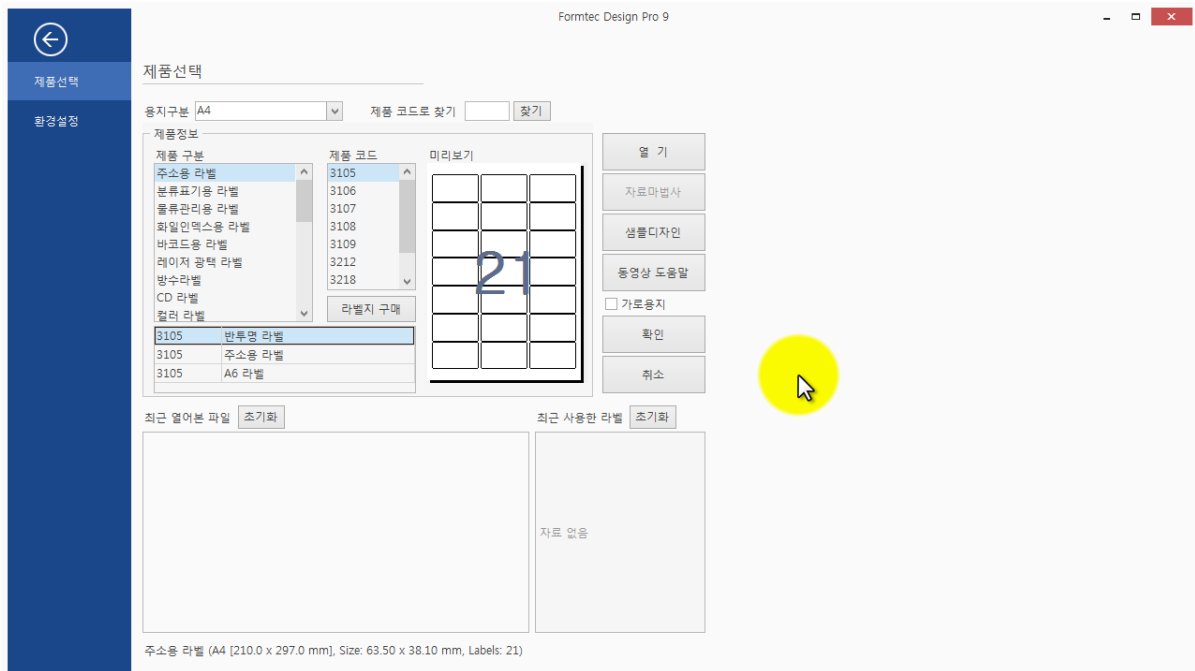 Formtec Design Pro 9
제품선택
환경설정
제품선택
용지구분 A4 제품 코드로 찾기 찾기
제품정보
제품 구분 제품 코드 미리보기
주소용 라벨 3105
분류표기용 라벨 3106
물류관리용 라벨 3107
화일인덱스용 라벨 3108
바코드용 라벨 3109
레이저 광택 라벨 3212
방수라벨 3218
CD 라벨
컬러 라벨
라벨지 구매
21
3105 반투명 라벨
3105 주소용 라벨
3105 A6 라벨
열 기
자료마법사
샘플디자인
동영상 도움말
가로용지
확인
취소
최근 열어본 파일 초기화 최근 사용한 라벨 초기화
자료 없음
주소용 라벨 (A4 [210.0 x 297.0 mm], Size: 63.50 x 38.10 mm, Labels: 21)